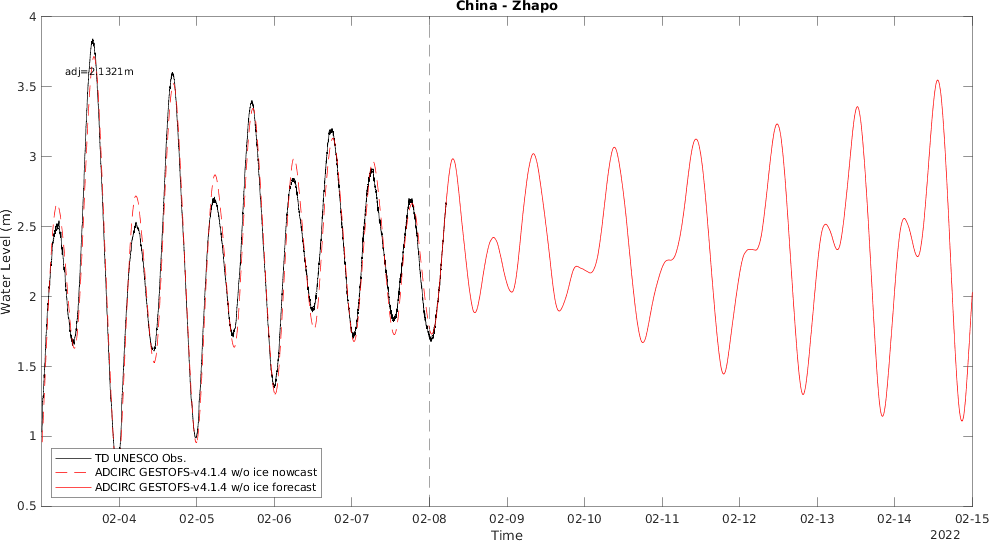 China - Zhapo
4
3.5
3
2.5
2
1.5
1
0.5
Water Level (m)
adj=2.1321m
TD UNESCO Obs.
ADCIRC GESTOFS-v4.1.4 w/o ice nowcast
ADCIRC GESTOFS-v4.1.4 w/o ice forecast
02-04 02-05 02-06 02-07 02-08 02-09 02-10 02-11 02-12 02-13 02-14 02-15
Time
2022